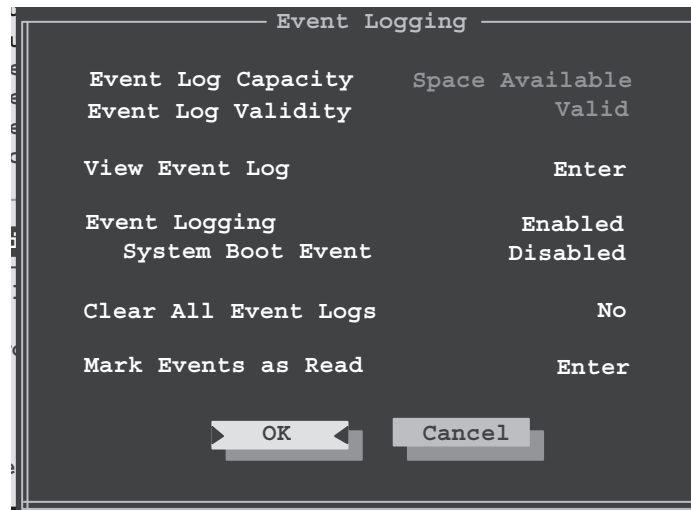 Event Logging
Event Log Capacity Space Available
Event Log Validity Valid
View Event Log Enter
Event Logging Enabled
System Boot Event Disabled
Clear All Event Logs No
Mark Events as Read Enter
OK Cancel